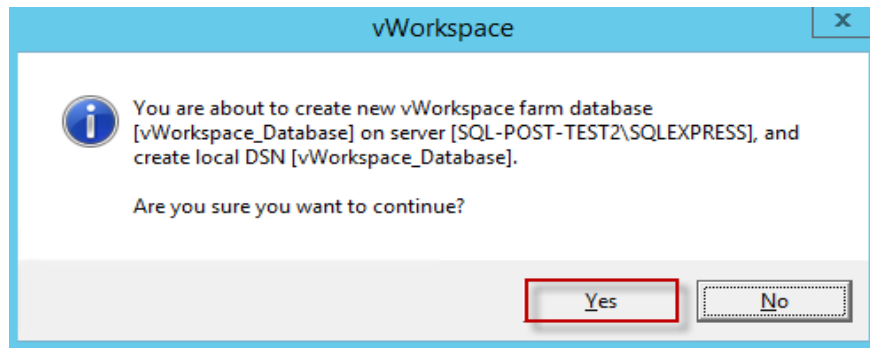 vWorkspace
x
You are about to create new vWorkspace farm database
[vWorkspace_Database] on server [SQL-POST-TEST2\SQLEXPRESS], and
create local DSN [vWorkspace_Database].
Are you sure you want to continue?
Yes No